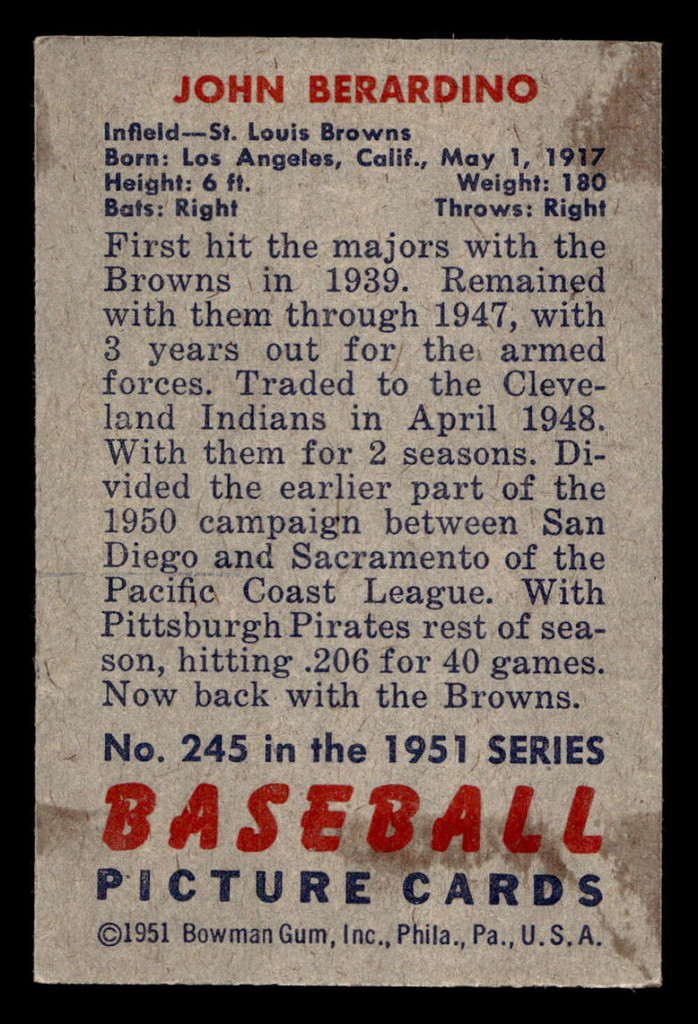 JOHN BERARDINO
Infield—St. Louis Browns
Born: Los Angeles, Calif., May 1, 1917
Height: 6 ft. Weight: 180
Bats: Right Throws: Right
First hit the majors with the
Browns in 1939. Remained
with them through 1947, with
3 years out for the armed
forces. Traded to the Cleve-
land Indians in April 1948.
With them for 2 seasons. Di-
vided the earlier part of the
1950 campaign between San
Diego and Sacramento of the
Pacific Coast League. With
Pittsburgh Pirates rest of sea-
son, hitting .206 for 40 games.
Now back with the Browns.
No. 245 in the 1951 SERIES
BASEBALL
PICTURE CARDS
©1951 Bowman Gum, Inc., Phila., Pa., U. S. A.